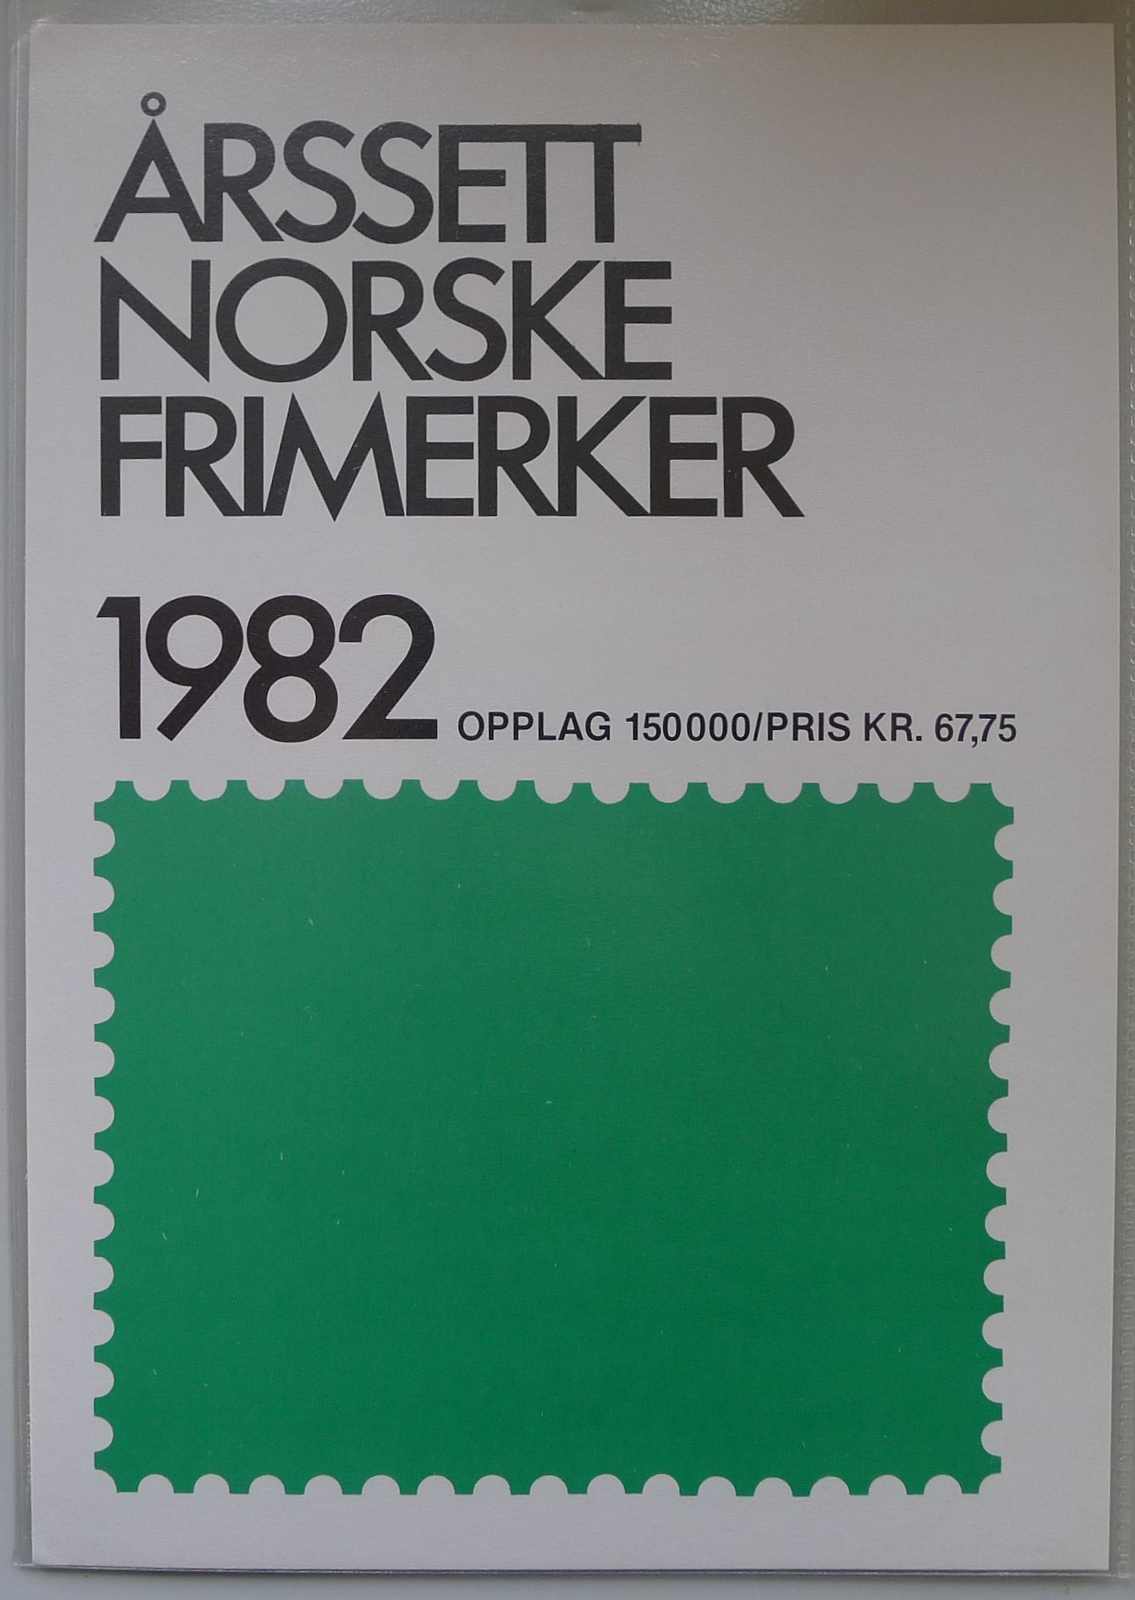 ÅRSSETT
NORSKE
FRIMERKER
1982 OPPLAG 150000/PRIS KR. 67,75